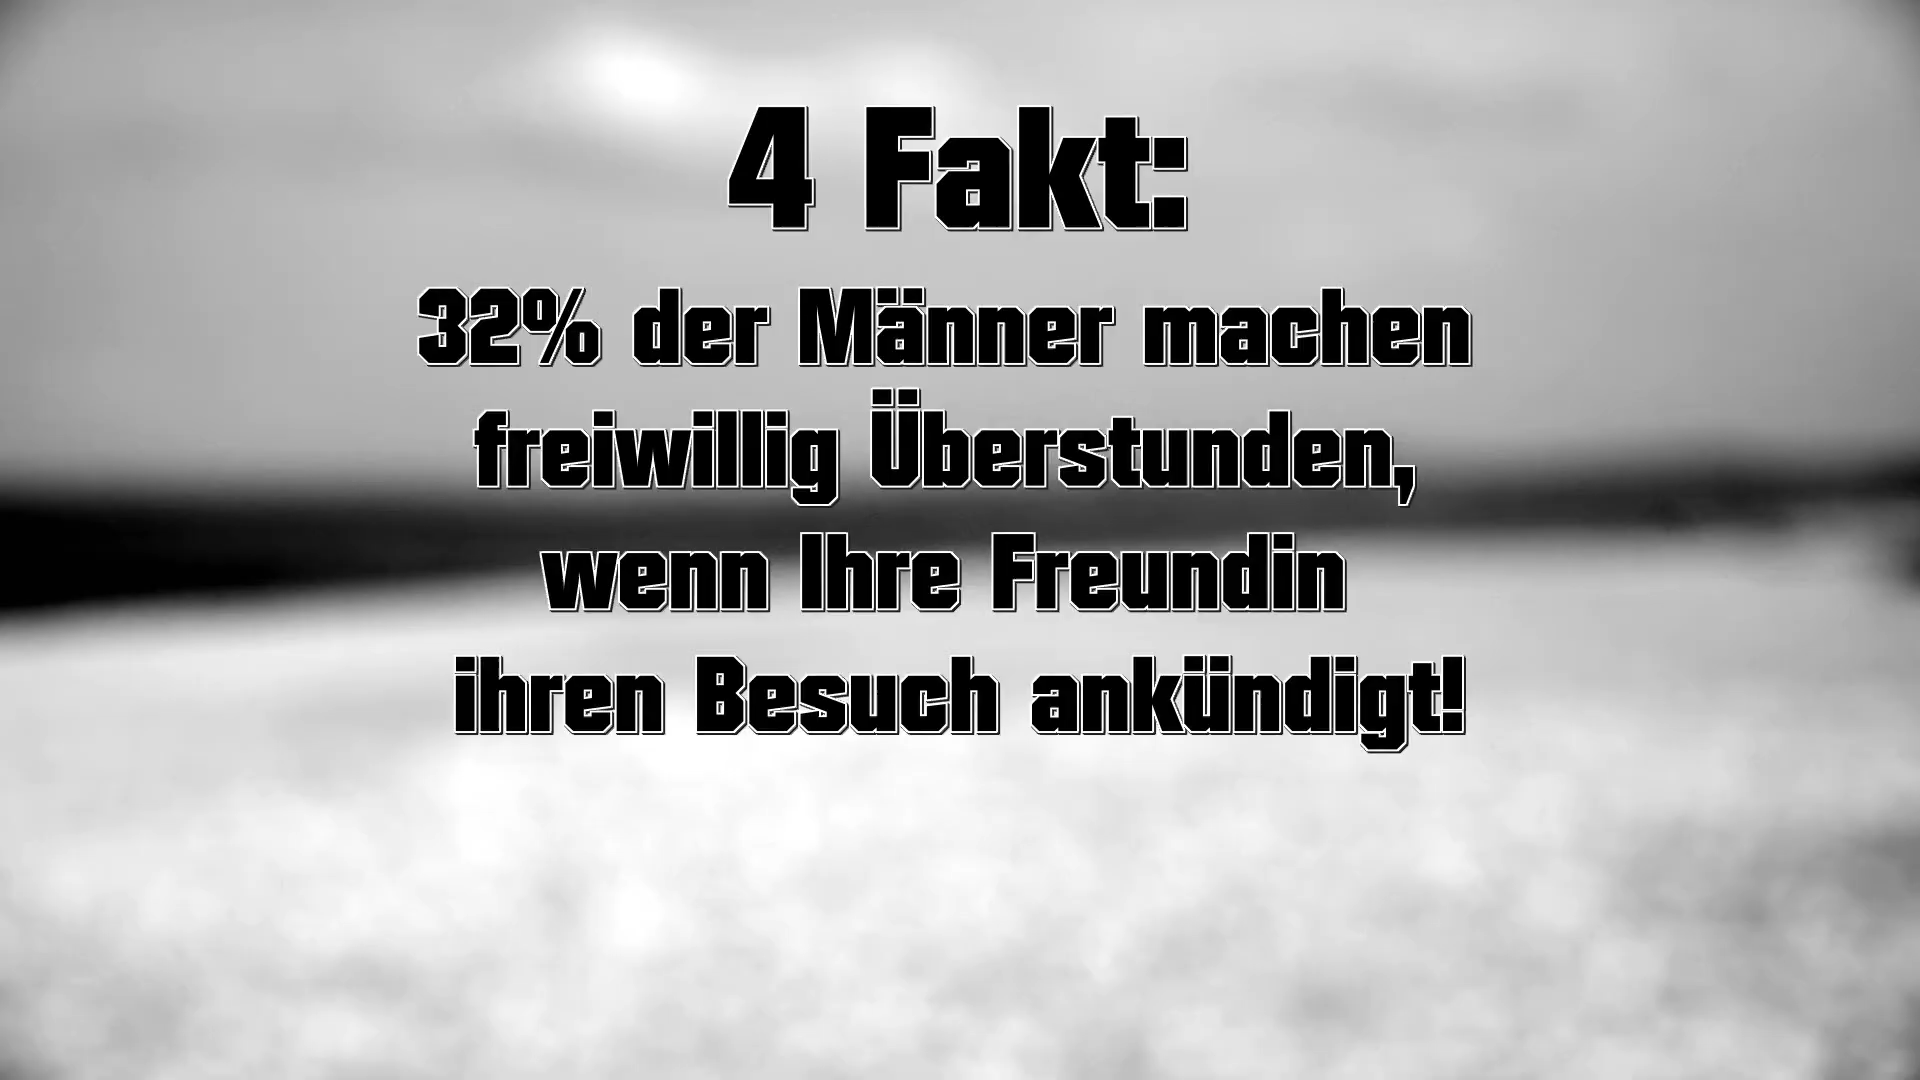 4 Fakt:
32% der Männer machen
freiwillig Überstunden,
wenn Ihre Freundin
ihren Besuch ankündigt!